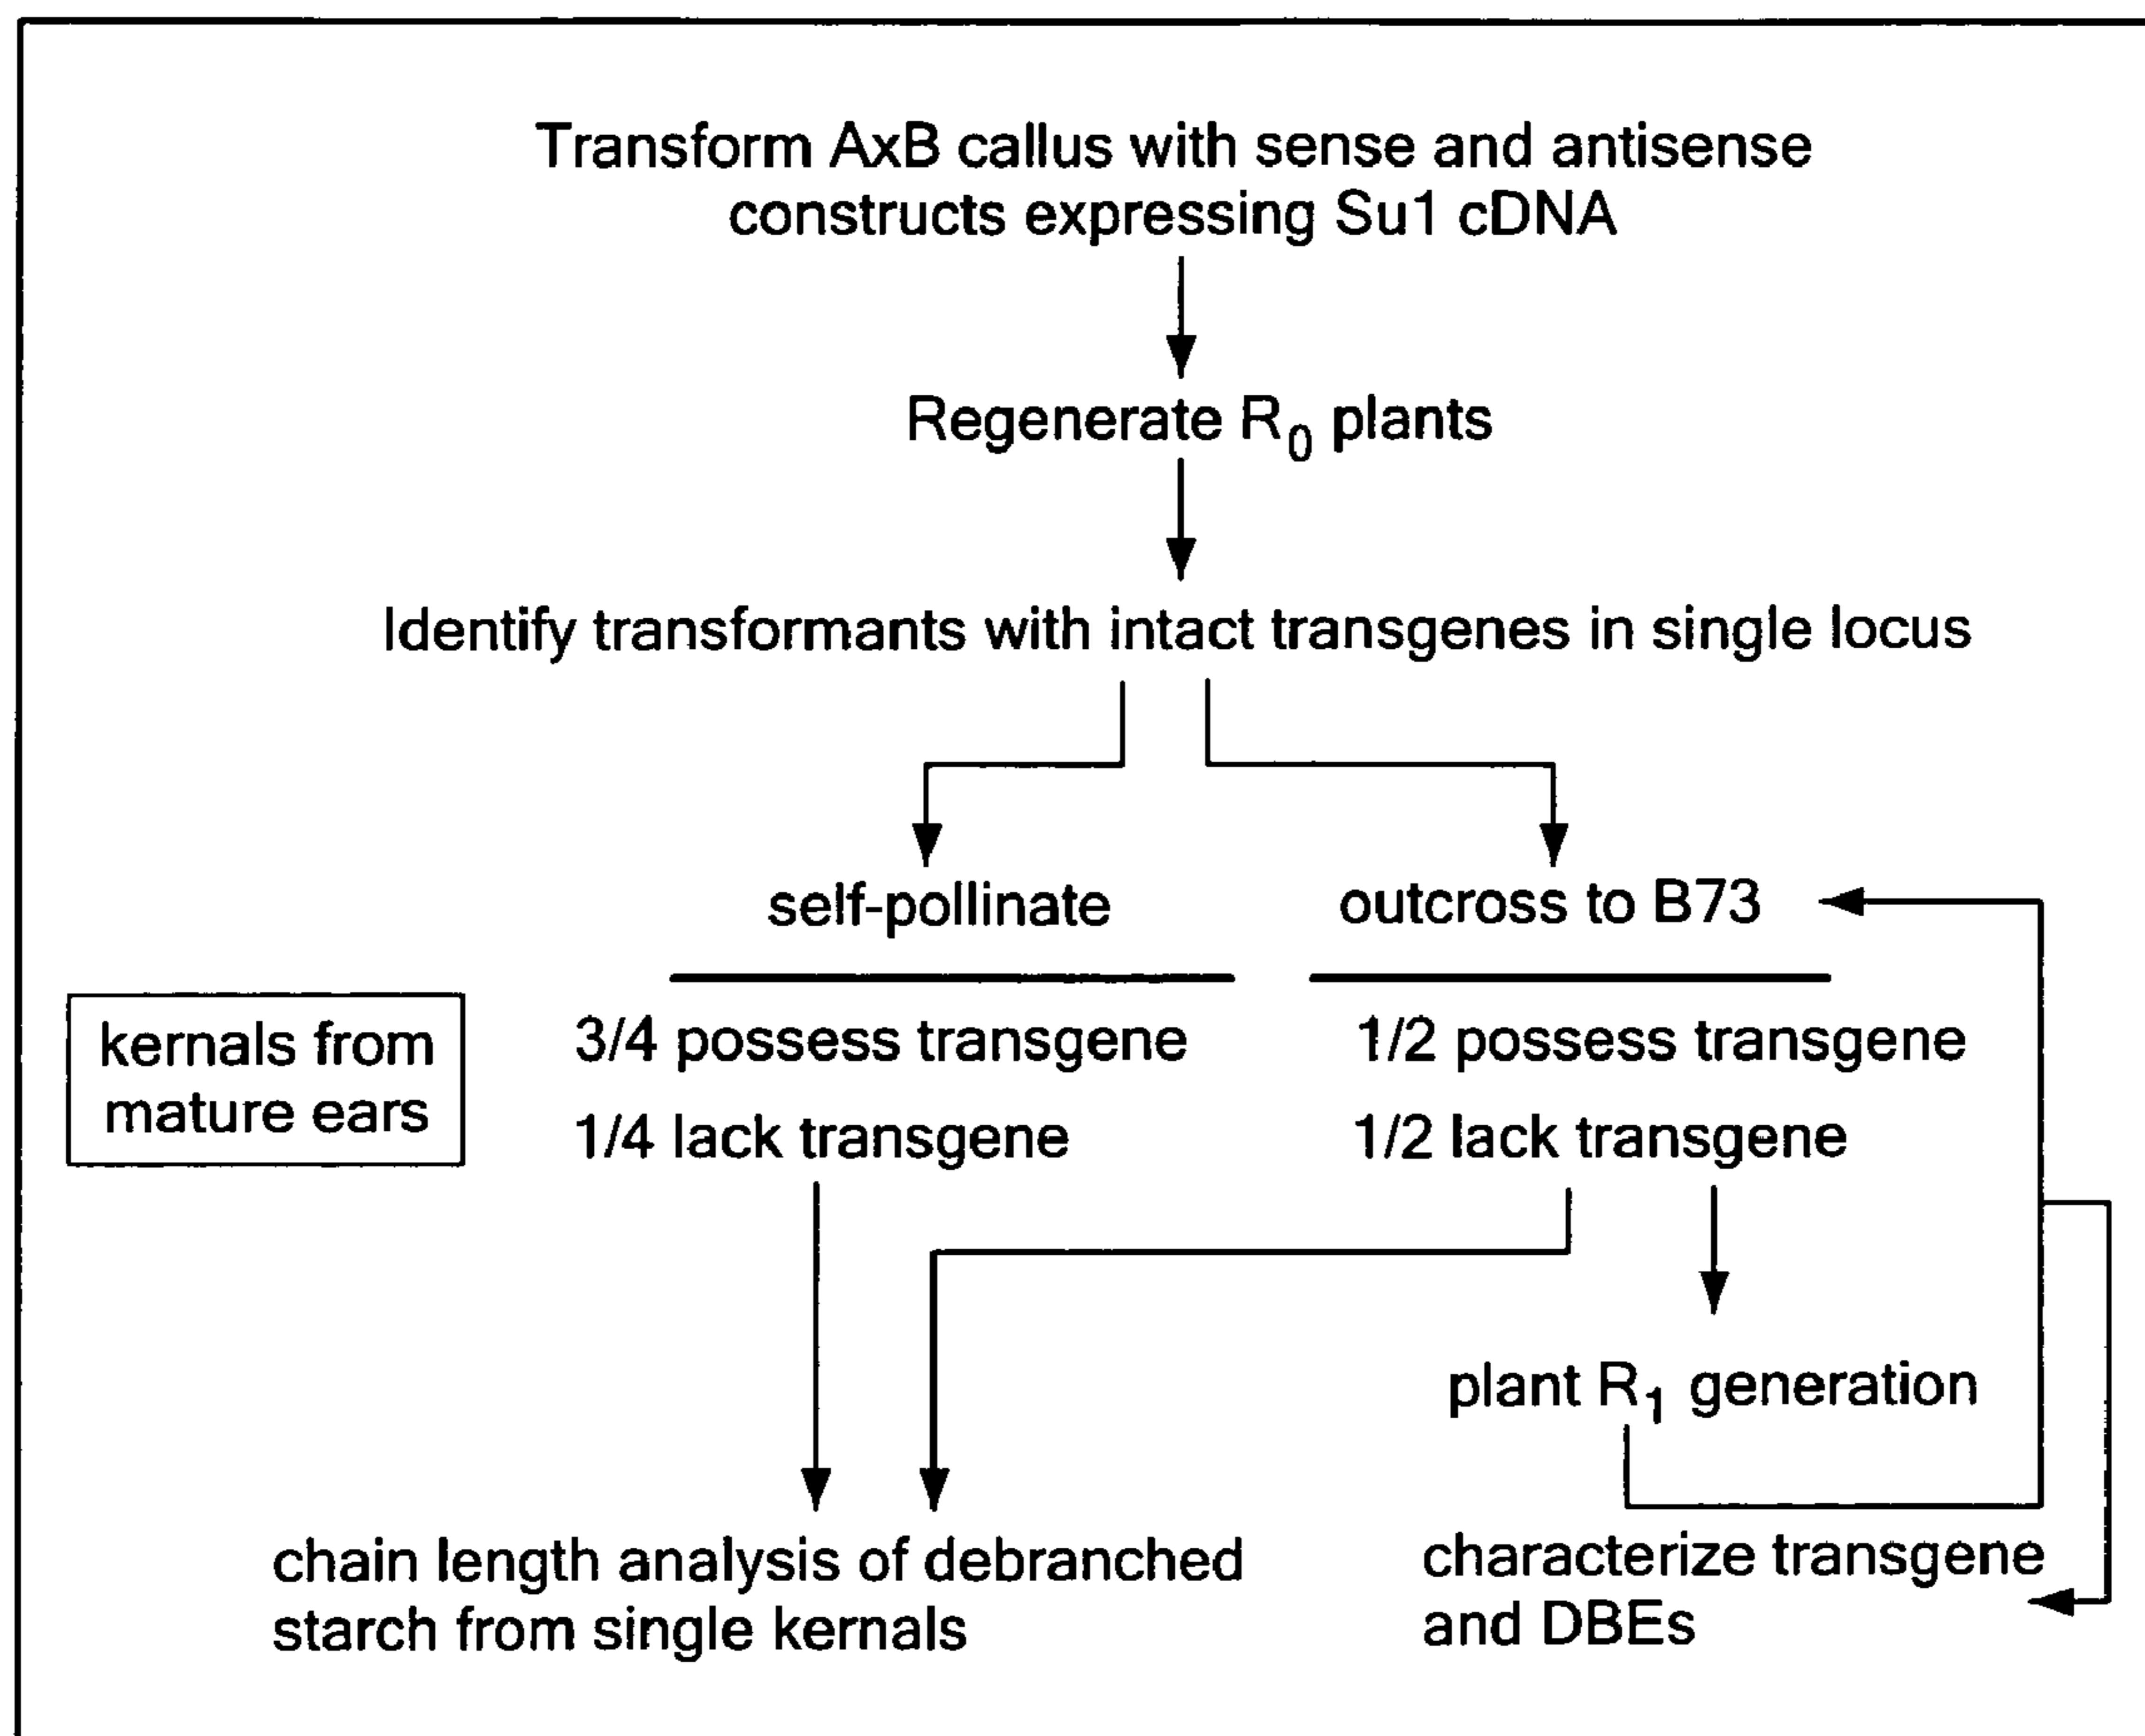 Transform AxB callus with sense and antisense
constructs expressing Su1 cDNA
Regenerate R0 plants
Identify transformants with intact transgenes in single locus
self-pollinate
outcross to B73
kernals from
mature ears
3/4 possess transgene
1/4 lack transgene
1/2 possess transgene
1/2 lack transgene
plant R1 generation
chain length analysis of debranched
starch from single kernals
characterize transgene
and DBEs